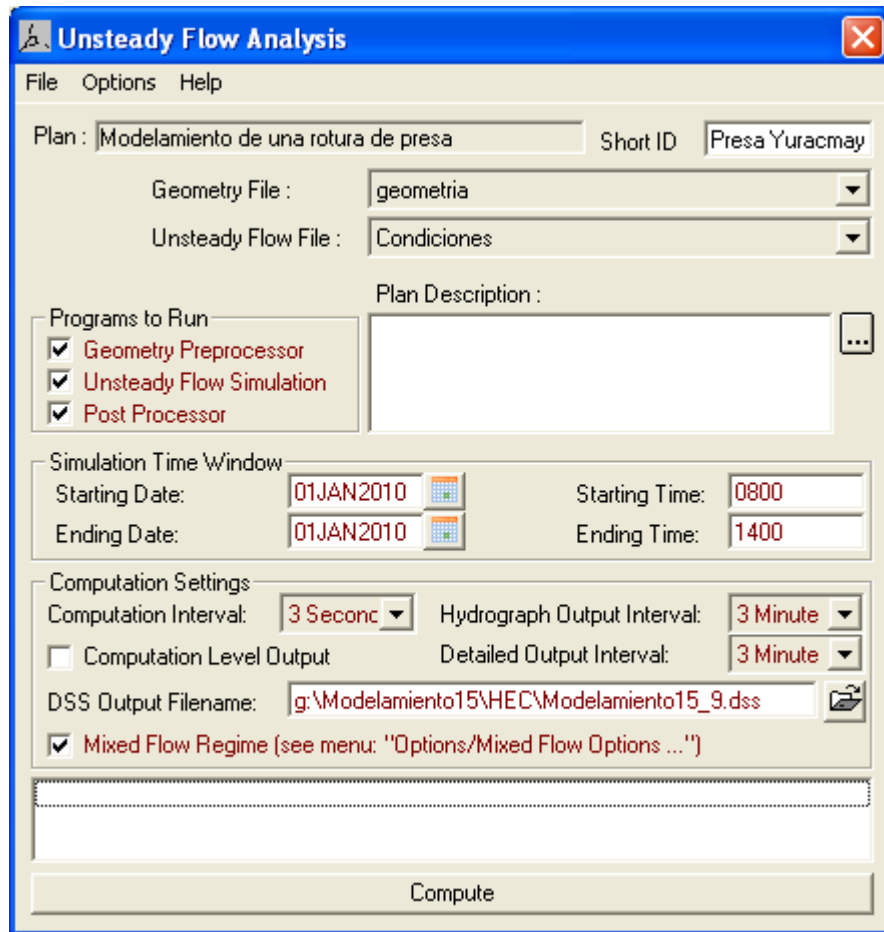 Unsteady Flow Analysis
File Options Help
Plan : Modelamiento de una rotura de presa Short ID Presa Yuracmay
Geometry File : geometria
Unsteady Flow File : Condiciones
Plan Description :
Programs to Run
Geometry Preprocessor
Unsteady Flow Simulation
Post Processor
...
Simulation Time Window
Starting Date: 01JAN2010 Starting Time: 0800
Ending Date: 01JAN2010 Ending Time: 1400
Computation Settings
Computation Interval: 3 Second Hydrograph Output Interval: 3 Minute
Computation Level Output Detailed Output Interval: 3 Minute
DSS Output Filename: g:\Modelamiento15\HEC\Modelamiento15_9.dss
Mixed Flow Regime (see menu: "Options/Mixed Flow Options ...")
Compute